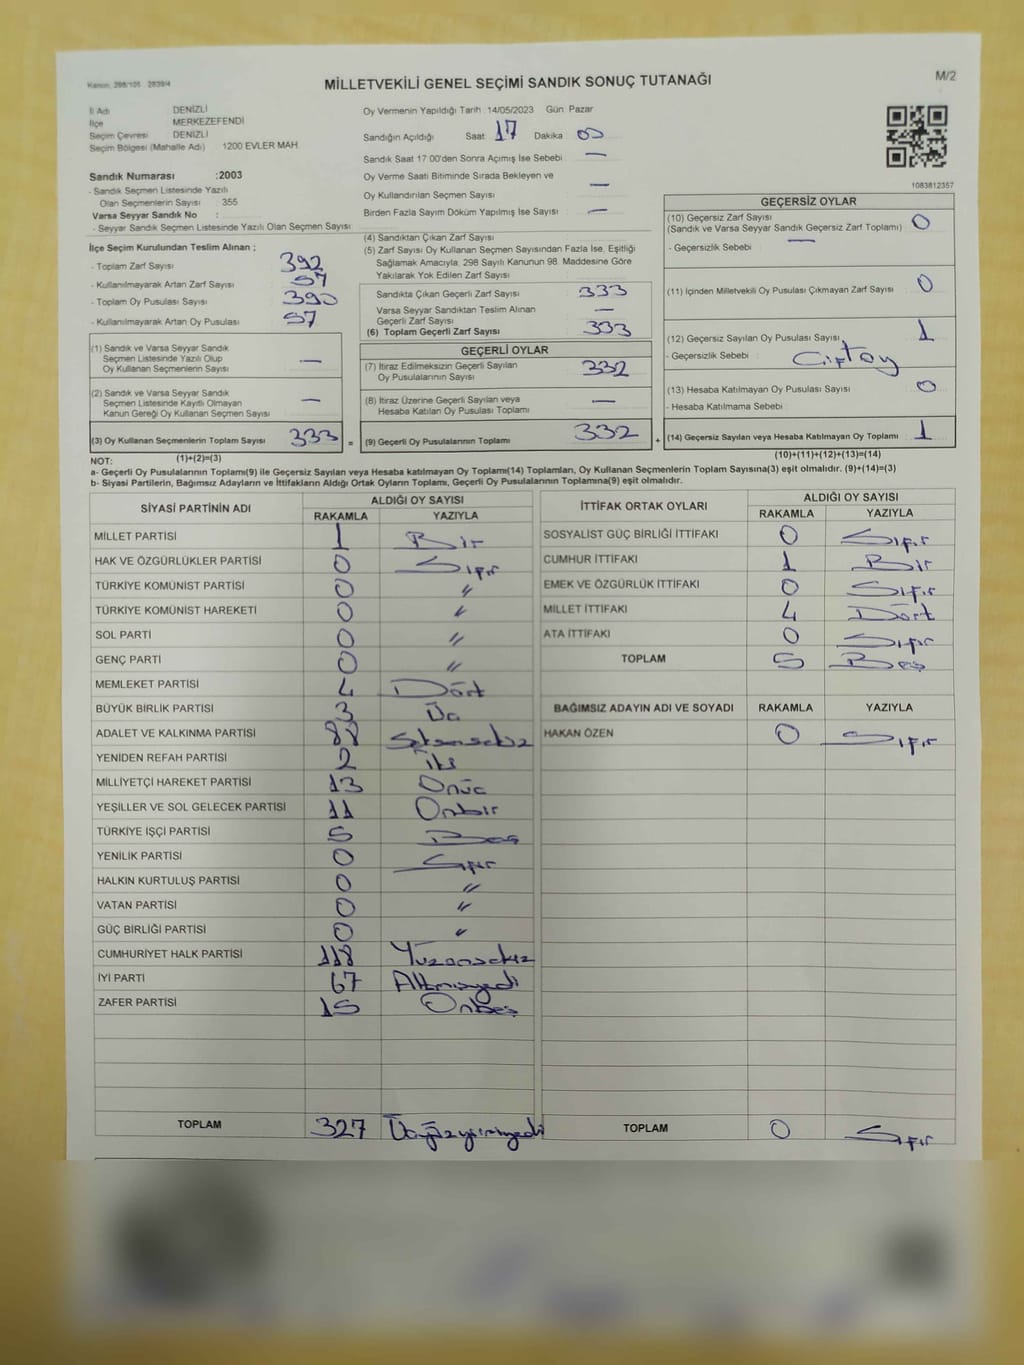 Kanun: 298/105 2839/4
MİLLETVEKİLİ GENEL SEÇİMİ SANDIK SONUÇ TUTANAĞI
M/2
İl Adı DENİZLİ
İlçe MERKEZEFENDİ
Seçim Çevresi DENİZLİ
Seçim Bölgesi (Mahalle Adı) 1200 EVLER MAH.
Sandık Numarası :2003
- Sandık Seçmen Listesinde Yazılı
Olan Seçmenlerin Sayısı : 355
Varsa Seyyar Sandık No :
- Seyyar Sandık Seçmen Listesinde Yazılı Olan Seçmen Sayısı
İlçe Seçim Kurulundan Teslim Alınan ;
- Toplam Zarf Sayısı 392
- Kullanılmayarak Artan Zarf Sayısı 57
- Toplam Oy Pusulası Sayısı 390
- Kullanılmayarak Artan Oy Pusulası 57
Oy Vermenin Yapıldığı Tarih :14/05/2023 Gün: Pazar
Sandığın Açıldığı Saat: 17 Dakika: 00
Sandık Saat 17:00'den Sonra Açımış İse Sebebi : —
Oy Verme Saati Bitiminde Sırada Bekleyen ve
Oy Kullandırılan Seçmen Sayısı : —
Birden Fazla Sayım Döküm Yapılmış İse Sayısı : —
(4) Sandıktan Çıkan Zarf Sayısı :
(5) Zarf Sayısı Oy Kullanan Seçmen Sayısından Fazla İse, Eşitliği
Sağlamak Amacıyla, 298 Sayılı Kanunun 98. Maddesine Göre
Yakılarak Yok Edilen Zarf Sayısı :
Sandıkta Çıkan Geçerli Zarf Sayısı : 333
Varsa Seyyar Sandıktan Teslim Alınan
Geçerli Zarf Sayısı : —
(6) Toplam Geçerli Zarf Sayısı : 333
1083812357
GEÇERSİZ OYLAR
(10) Geçersiz Zarf Sayısı
(Sandık ve Varsa Seyyar Sandık Geçersiz Zarf Toplamı) : 0
- Geçersizlik Sebebi : —
(11) İçinden Milletvekili Oy Pusulası Çıkmayan Zarf Sayısı : 0
(12) Geçersiz Sayılan Oy Pusulası Sayısı : 1
- Geçersizlik Sebebi : Çift oy
(13) Hesaba Katılmayan Oy Pusulası Sayısı : 0
- Hesaba Katılmama Sebebi :
(14) Geçersiz Sayılan veya Hesaba Katılmayan Oy Toplamı : 1
(10)+(11)+(12)+(13)=(14)
(1) Sandık ve Varsa Seyyar Sandık
Seçmen Listesinde Yazılı Olup
Oy Kullanan Seçmenlerin Sayısı : —
(2) Sandık ve Varsa Seyyar Sandık
Seçmen Listesinde Kayıtlı Olmayan
Kanun Gereği Oy Kullanan Seçmen Sayısı : —
(3) Oy Kullanan Seçmenlerin Toplam Sayısı : 333 =
(1)+(2)=(3)
GEÇERLİ OYLAR
(7) İtiraz Edilmeksizin Geçerli Sayılan
Oy Pusulalarının Sayısı : 332
(8) İtiraz Üzerine Geçerli Sayılan veya
Hesaba Katılan Oy Pusulası Toplamı : —
(9) Geçerli Oy Pusulalarının Toplamı : 332 +
NOT:
a- Geçerli Oy Pusulalarının Toplamı(9) ile Geçersiz Sayılan veya Hesaba katılmayan Oy Toplamı(14) Toplamları, Oy Kullanan Seçmenlerin Toplam Sayısına(3) eşit olmalıdır. (9)+(14)=(3)
b- Siyasi Partilerin, Bağımsız Adayların ve İttifakların Aldığı Ortak Oyların Toplamı, Geçerli Oy Pusulalarının Toplamına(9) eşit olmalıdır.
SİYASİ PARTİNİN ADI ALDIĞI OY SAYISI
RAKAMLA YAZIYLA
MİLLET PARTİSİ 1 Bir
HAK VE ÖZGÜRLÜKLER PARTİSİ 0 Sıfır
TÜRKİYE KOMÜNİST PARTİSİ 0 "
TÜRKİYE KOMÜNİST HAREKETİ 0 "
SOL PARTİ 0 "
GENÇ PARTİ 0 "
MEMLEKET PARTİSİ 4 Dört
BÜYÜK BİRLİK PARTİSİ 3 Üç
ADALET VE KALKINMA PARTİSİ 88 Seksensekiz
YENİDEN REFAH PARTİSİ 2 İki
MİLLİYETÇİ HAREKET PARTİSİ 13 Onüç
YEŞİLLER VE SOL GELECEK PARTİSİ 11 Onbir
TÜRKİYE İŞÇİ PARTİSİ 5 Beş
YENİLİK PARTİSİ 0 Sıfır
HALKIN KURTULUŞ PARTİSİ 0 "
VATAN PARTİSİ 0 "
GÜÇ BİRLİĞİ PARTİSİ 0 "
CUMHURİYET HALK PARTİSİ 118 Yüzonsekiz
İYİ PARTİ 67 Altmışyedi
ZAFER PARTİSİ 15 Onbeş
TOPLAM 327 Üçyüzyirmiyedi
İTTİFAK ORTAK OYLARI ALDIĞI OY SAYISI
RAKAMLA YAZIYLA
SOSYALİST GÜÇ BİRLİĞİ İTTİFAKI 0 Sıfır
CUMHUR İTTİFAKI 1 Bir
EMEK VE ÖZGÜRLÜK İTTİFAKI 0 Sıfır
MİLLET İTTİFAKI 4 Dört
ATA İTTİFAKI 0 Sıfır
TOPLAM 5 Beş
BAĞIMSIZ ADAYIN ADI VE SOYADI RAKAMLA YAZIYLA
HAKAN ÖZEN 0 Sıfır
TOPLAM 0 Sıfır